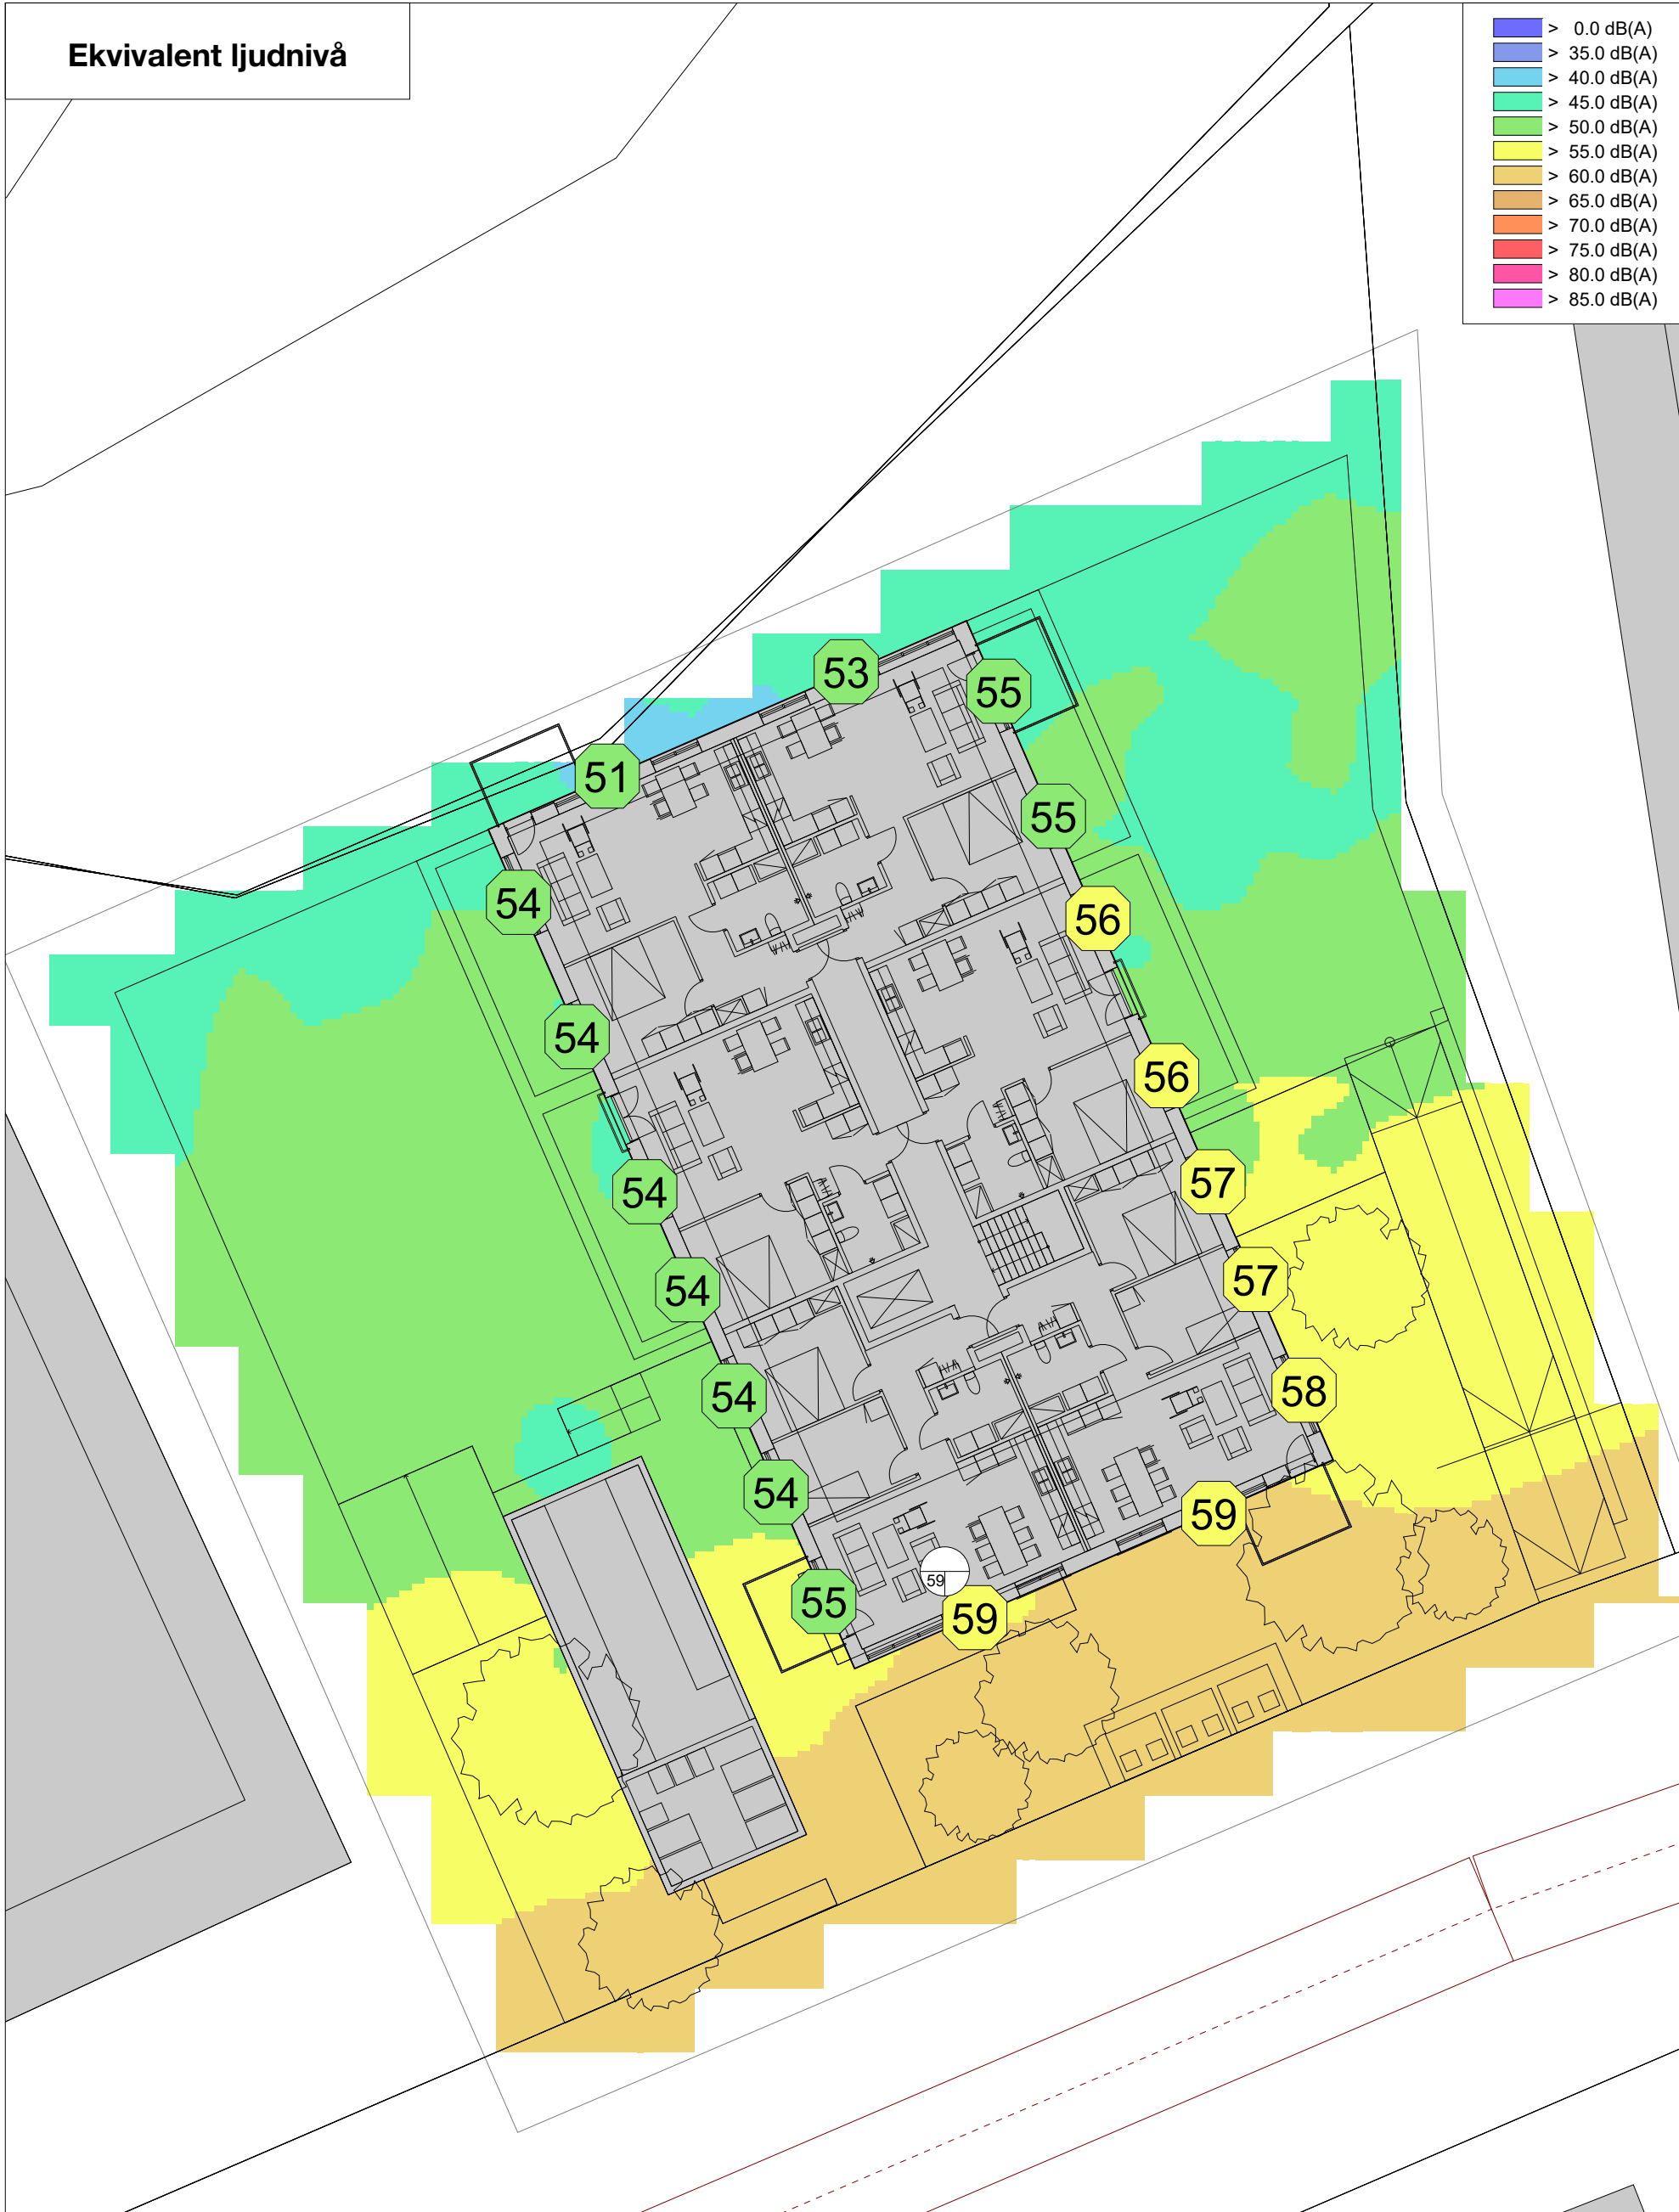 Ekvivalent ljudnivå
> 0.0 dB(A)
> 35.0 dB(A)
> 40.0 dB(A)
> 45.0 dB(A)
> 50.0 dB(A)
> 55.0 dB(A)
> 60.0 dB(A)
> 65.0 dB(A)
> 70.0 dB(A)
> 75.0 dB(A)
> 80.0 dB(A)
> 85.0 dB(A)
53
55
51
55
54
56
54
56
57
54
57
54
58
54
54
59
59
55
59